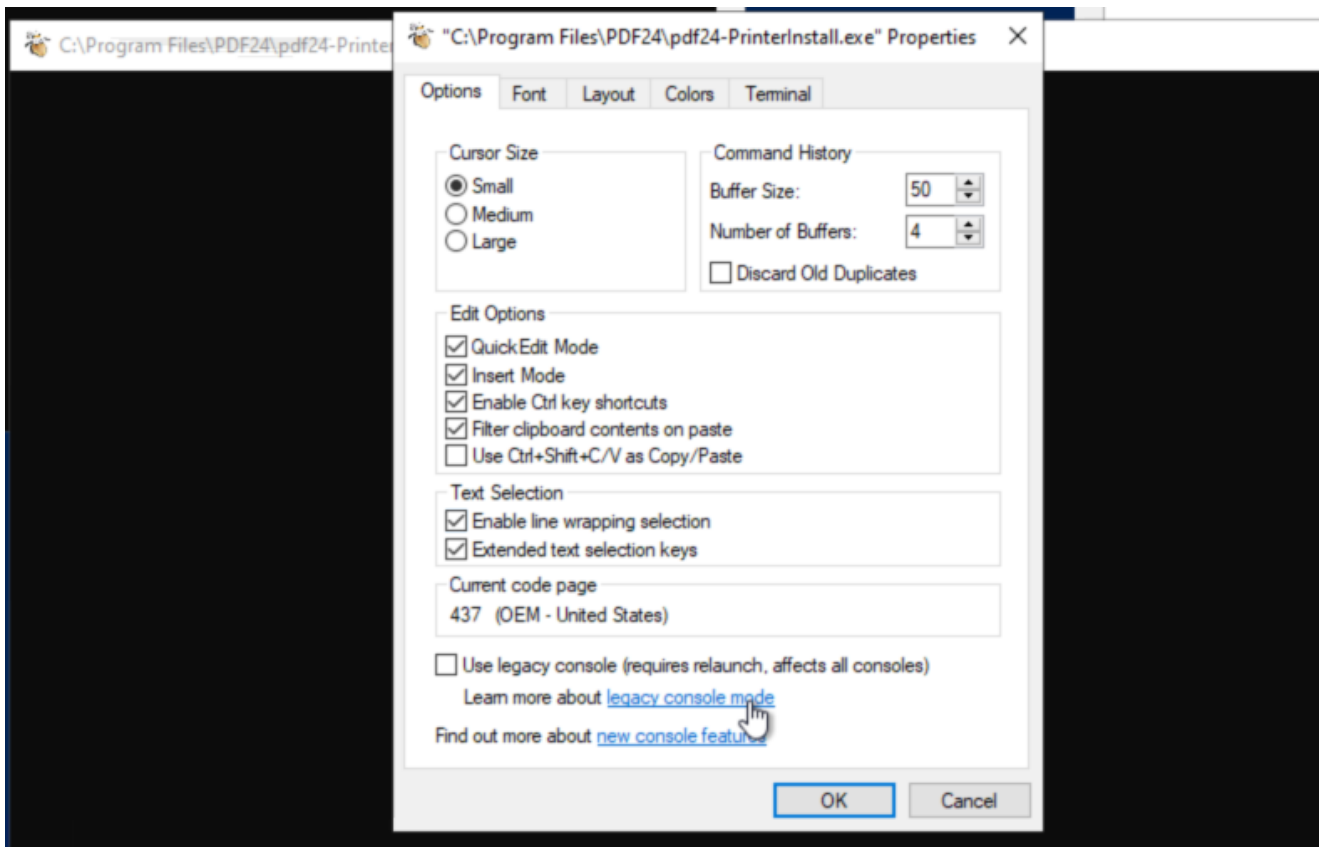 C:\Program Files\PDF24\pdf24-Printer
"C:\Program Files\PDF24\pdf24-PrinterInstall.exe" Properties
Options Font Layout Colors Terminal
Cursor Size
Small
Medium
Large
Command History
Buffer Size: 50
Number of Buffers: 4
Discard Old Duplicates
Edit Options
QuickEdit Mode
Insert Mode
Enable Ctrl key shortcuts
Filter clipboard contents on paste
Use Ctrl+Shift+C/V as Copy/Paste
Text Selection
Enable line wrapping selection
Extended text selection keys
Current code page
437 (OEM - United States)
Use legacy console (requires relaunch, affects all consoles)
Learn more about legacy console mode
Find out more about new console features
OK Cancel